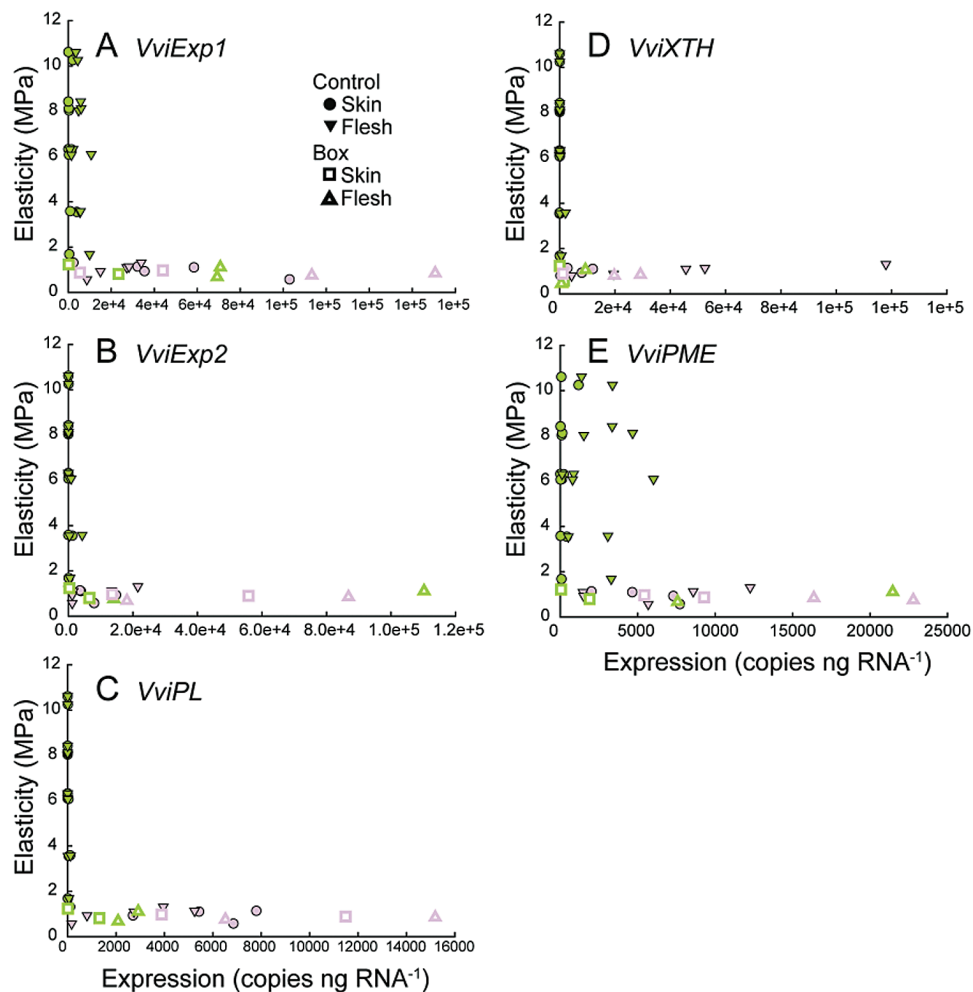 A VviExp1
Elasticity (MPa)
12
10
8
6
4
2
0
Control
Skin
Flesh
Box
Skin
Flesh
0.0 2e+4 4e+4 6e+4 8e+4 1e+5 1e+5 1e+5 1e+5 1e+5
B VviExp2
Elasticity (MPa)
12
10
8
6
4
2
0
0.0 2.0e+4 4.0e+4 6.0e+4 8.0e+4 1.0e+5 1.2e+5
C VviPL
Elasticity (MPa)
12
10
8
6
4
2
0
0 2000 4000 6000 8000 10000 12000 14000 16000
Expression (copies ng RNA⁻¹)
D VviXTH
Elasticity (MPa)
12
10
8
6
4
2
0
0 2e+4 4e+4 6e+4 8e+4 1e+5 1e+5 1e+5
E VviPME
Elasticity (MPa)
12
10
8
6
4
2
0
0 5000 10000 15000 20000 25000
Expression (copies ng RNA⁻¹)